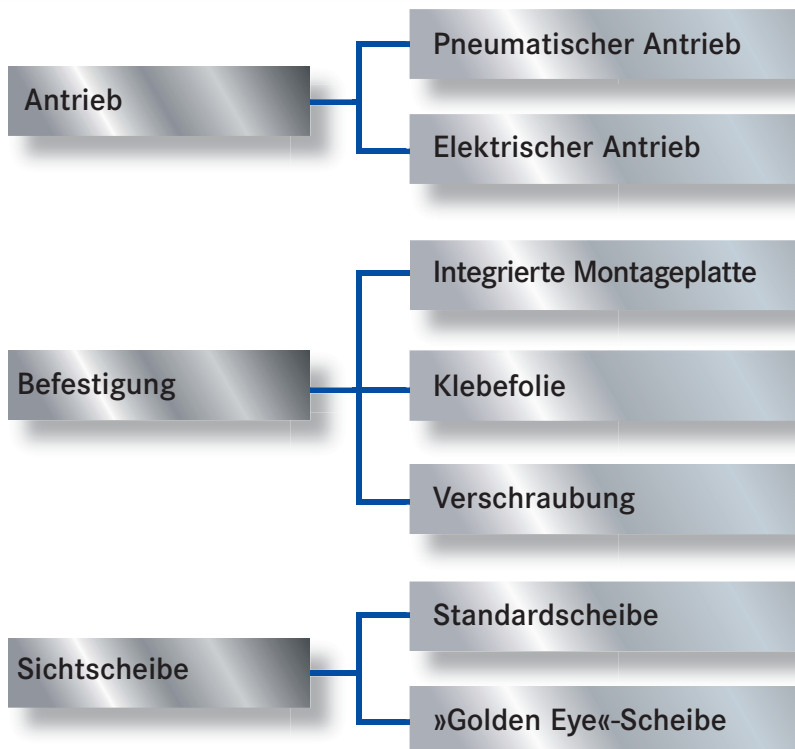 Antrieb
Pneumatischer Antrieb
Elektrischer Antrieb
Befestigung
Integrierte Montageplatte
Klebefolie
Verschraubung
Sichtscheibe
Standardscheibe
»Golden Eye«-Scheibe